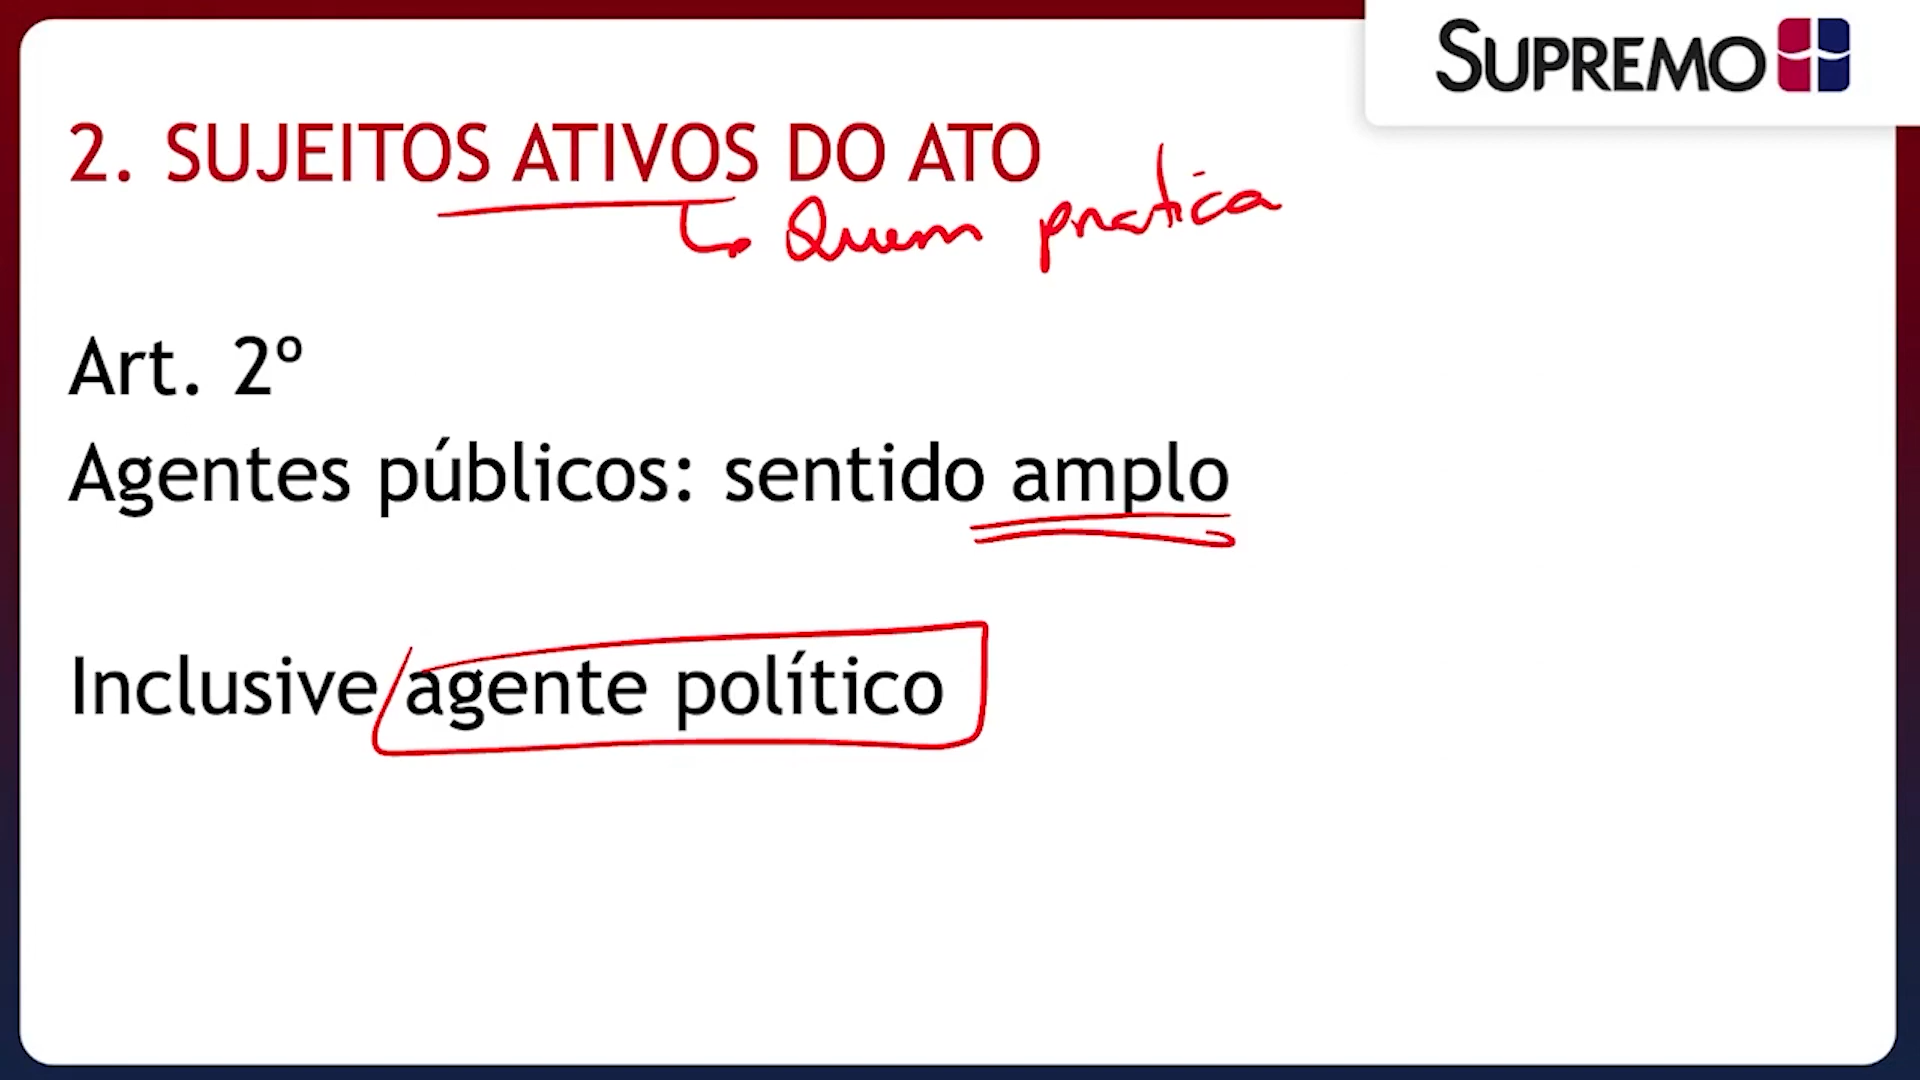 SUPREMO
2. SUJEITOS ATIVOS DO ATO
Quem pratica
Art. 2º
Agentes públicos: sentido amplo
Inclusive agente político